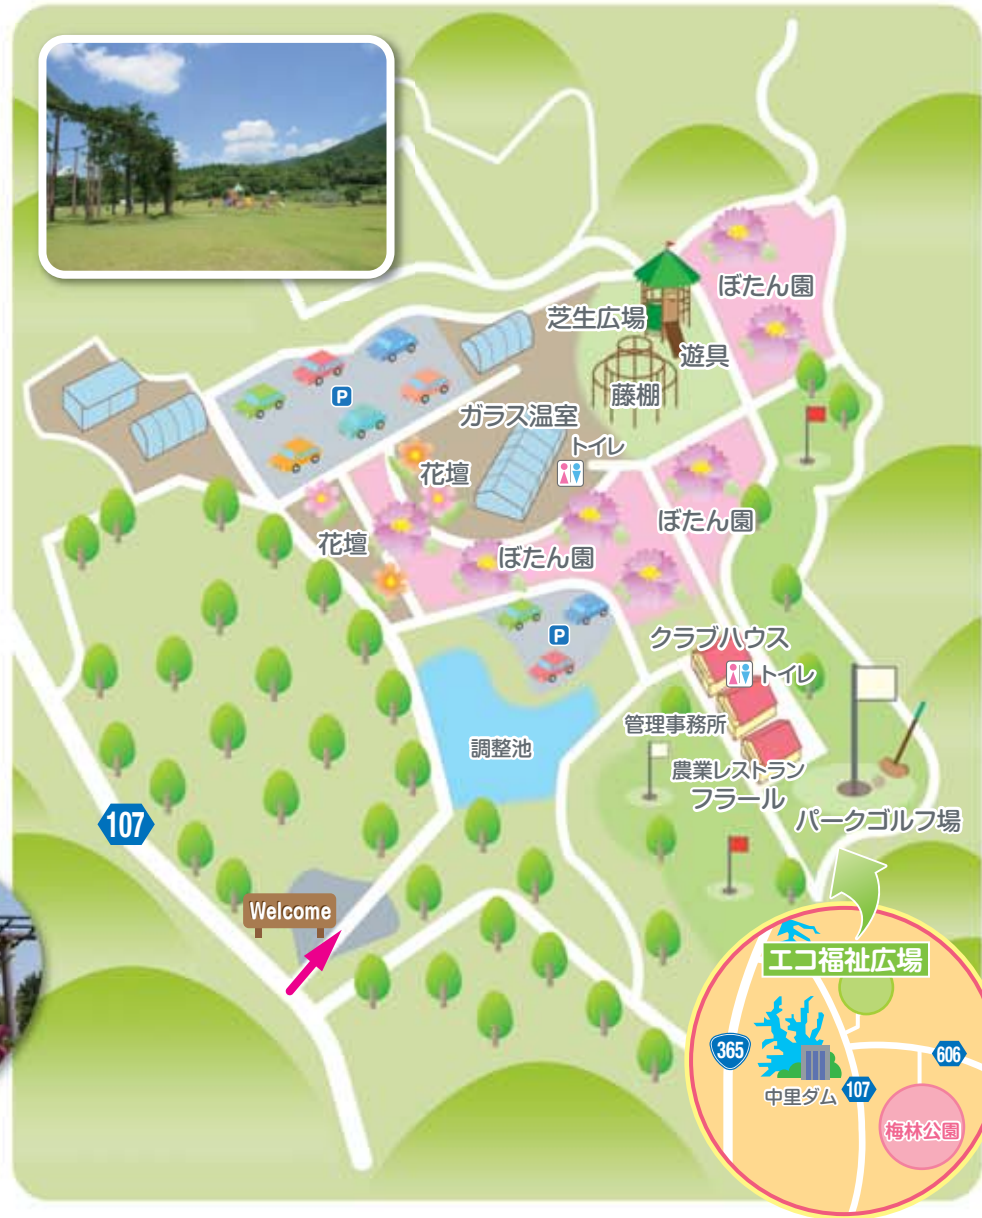 ぼたん園
芝生広場
遊具
藤棚
P
ガラス温室
トイレ
花壇
花壇
ぼたん園
ぼたん園
P
クラブハウス
トイレ
管理事務所
調整池
農業レストラン
フラール
パークゴルフ場
107
Welcome
エコ福祉広場
365
606
中里ダム
107
梅林公園